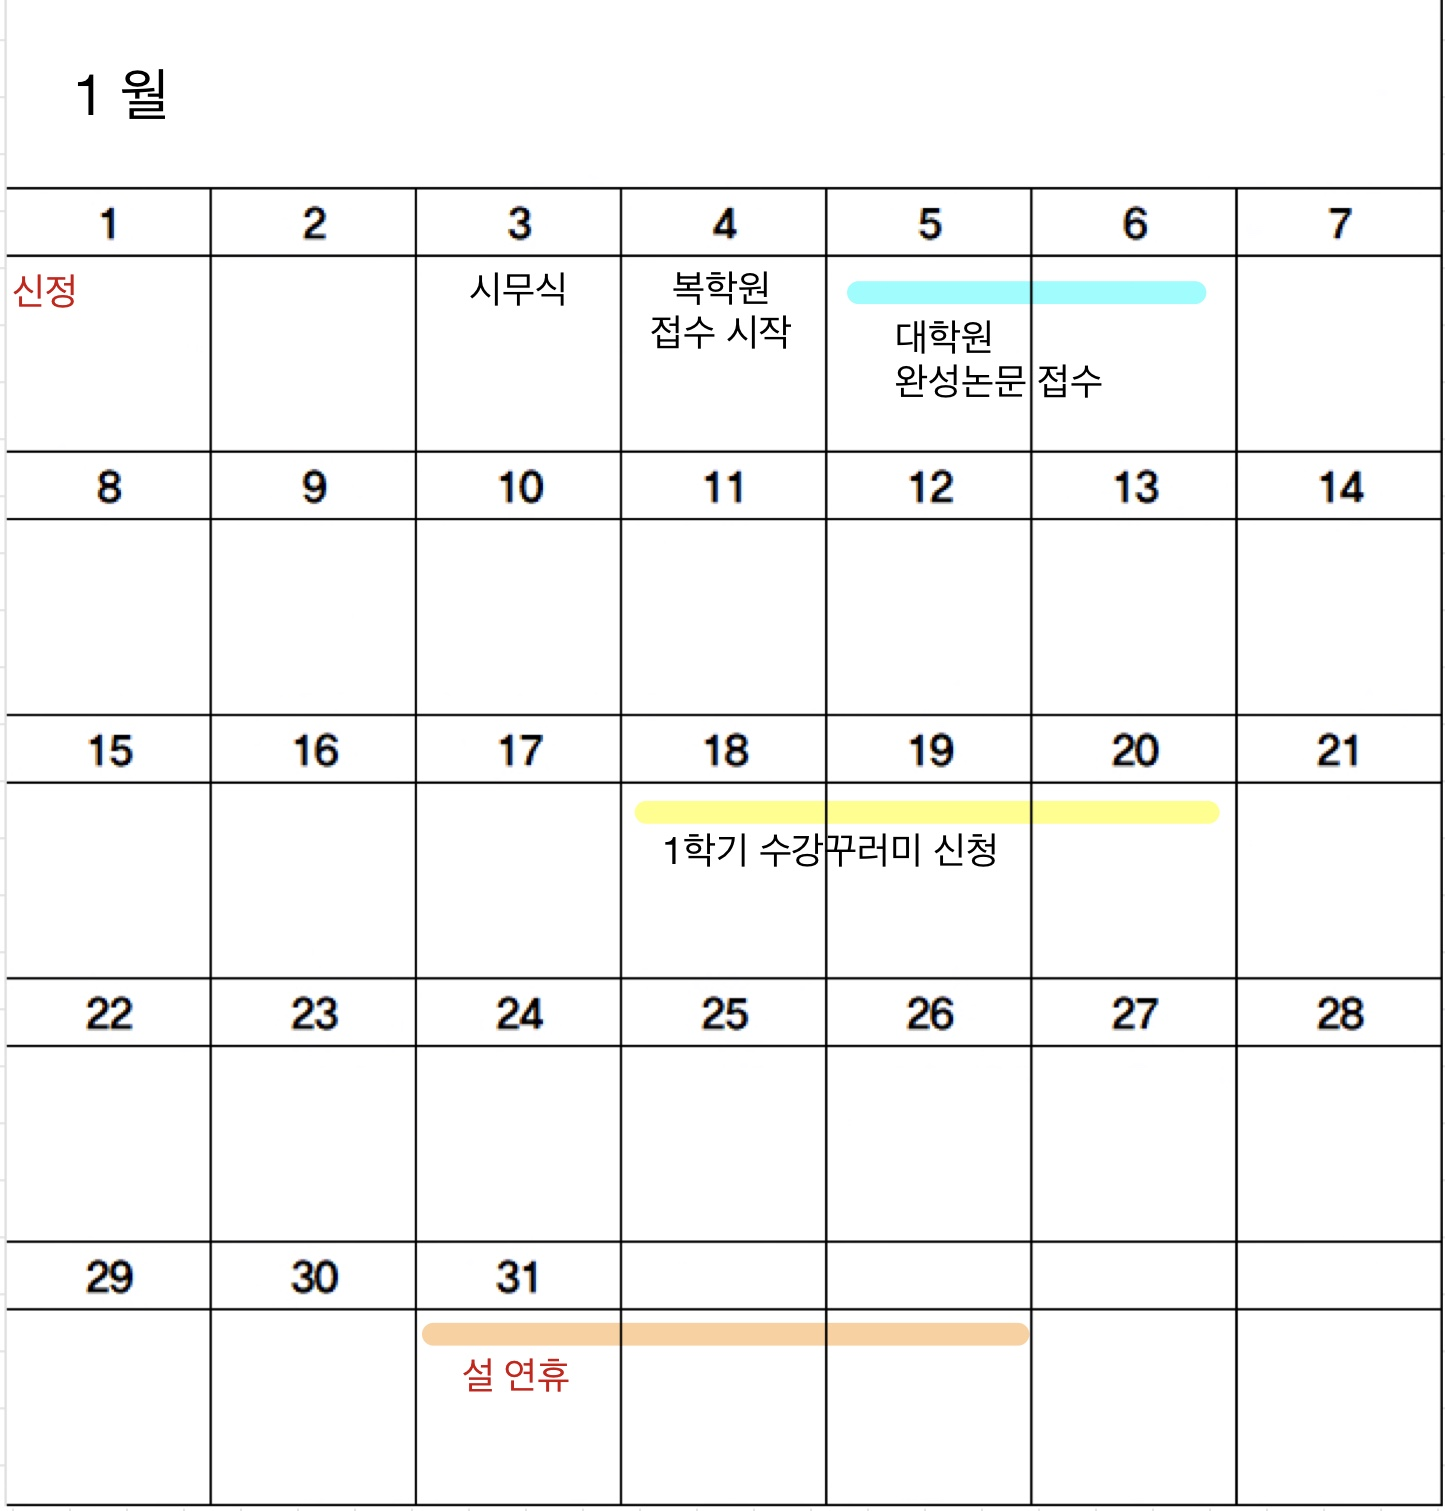 1 월
1 2 3 4 5 6 7
신정
시무식
복학원
접수 시작
대학원
완성논문 접수
8 9 10 11 12 13 14
15 16 17 18 19 20 21
1학기 수강꾸러미 신청
22 23 24 25 26 27 28
29 30 31
설 연휴